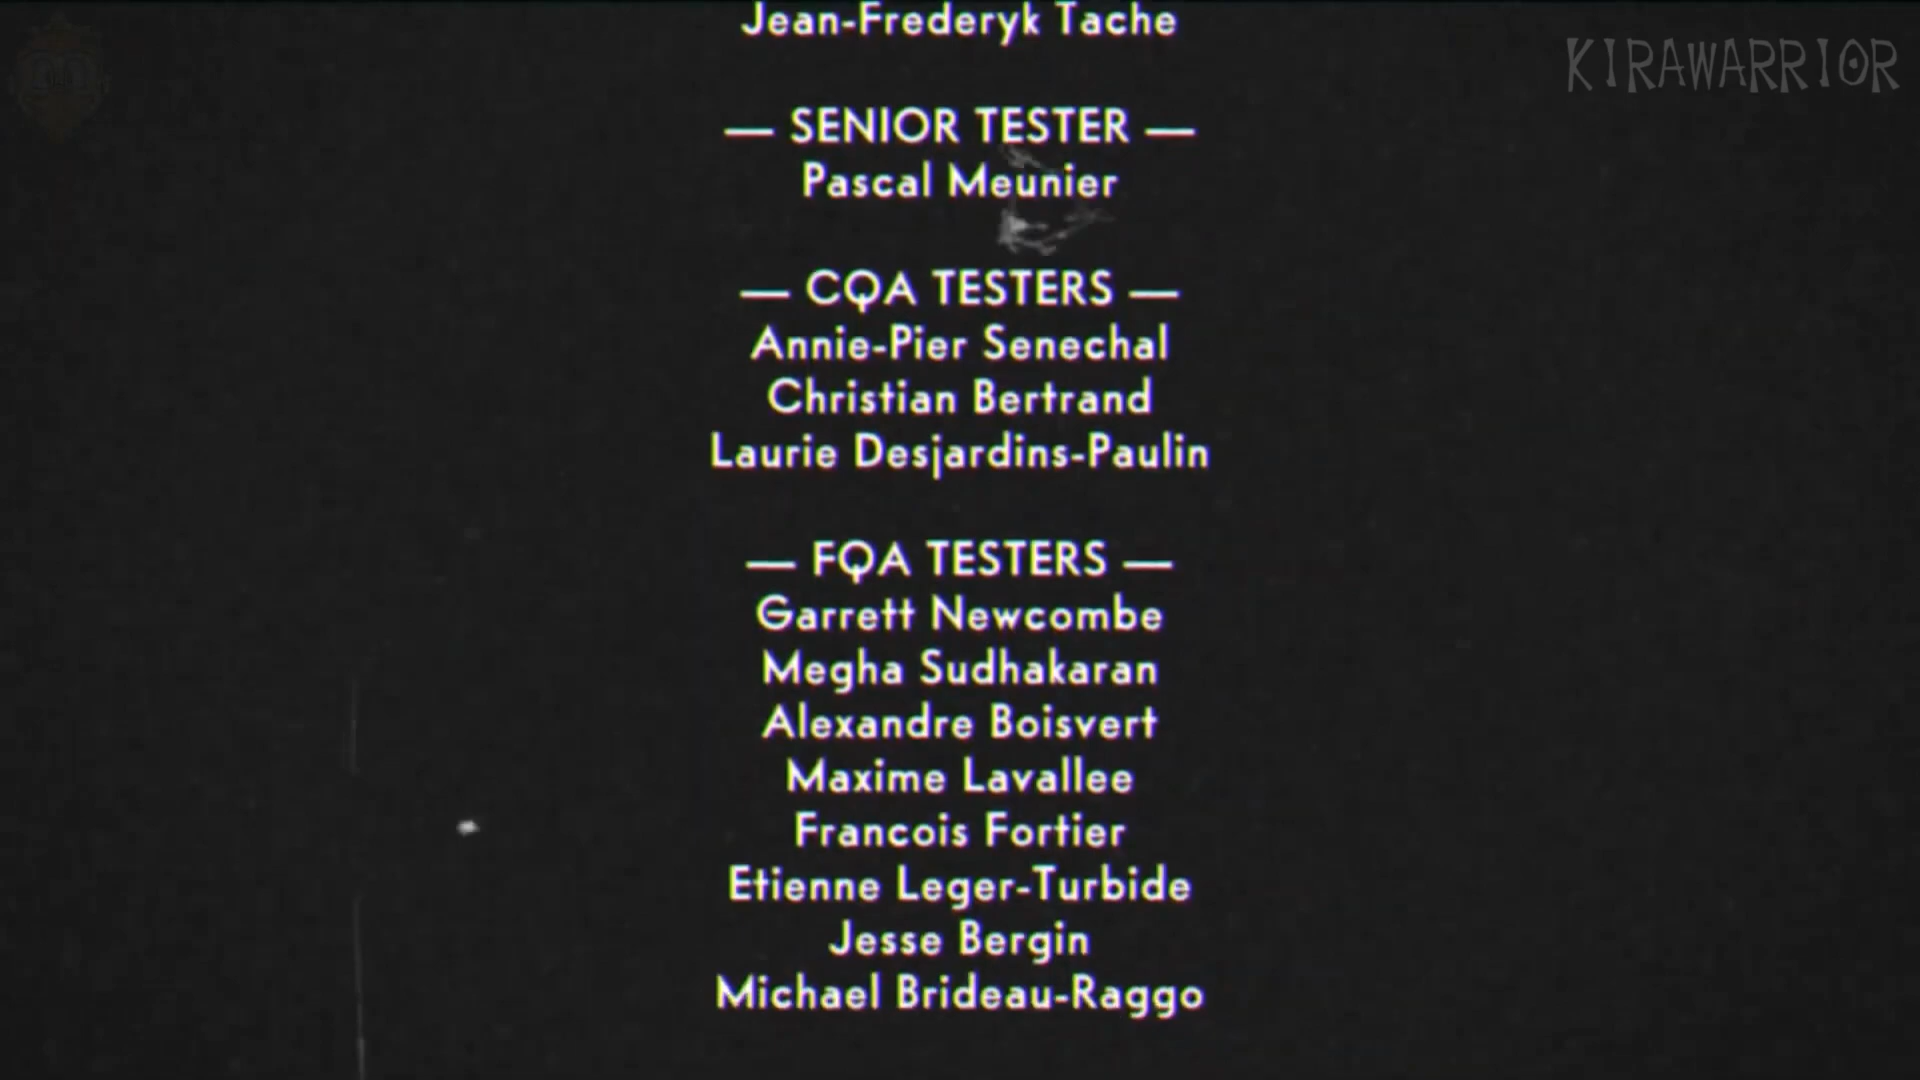 Jean-Frederyk Tache
KIRAWARRIOR
— SENIOR TESTER —
Pascal Meunier
— CQA TESTERS —
Annie-Pier Senechal
Christian Bertrand
Laurie Desjardins-Paulin
— FQA TESTERS —
Garrett Newcombe
Megha Sudhakaran
Alexandre Boisvert
Maxime Lavallee
Francois Fortier
Etienne Leger-Turbide
Jesse Bergin
Michael Brideau-Raggo